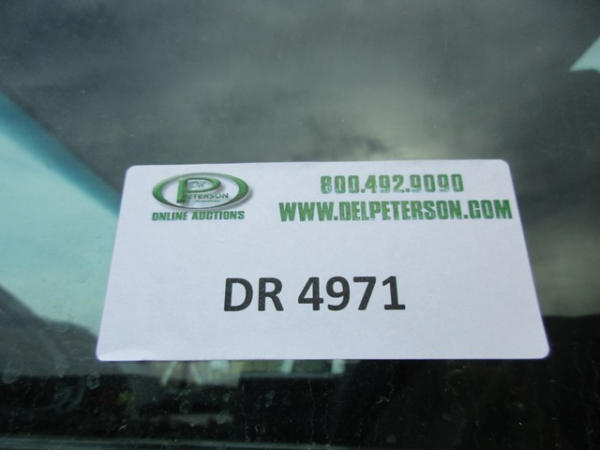 Del
PETERSON
ONLINE AUCTIONS
800.492.9090
WWW.DELPETERSON.COM
DR 4971